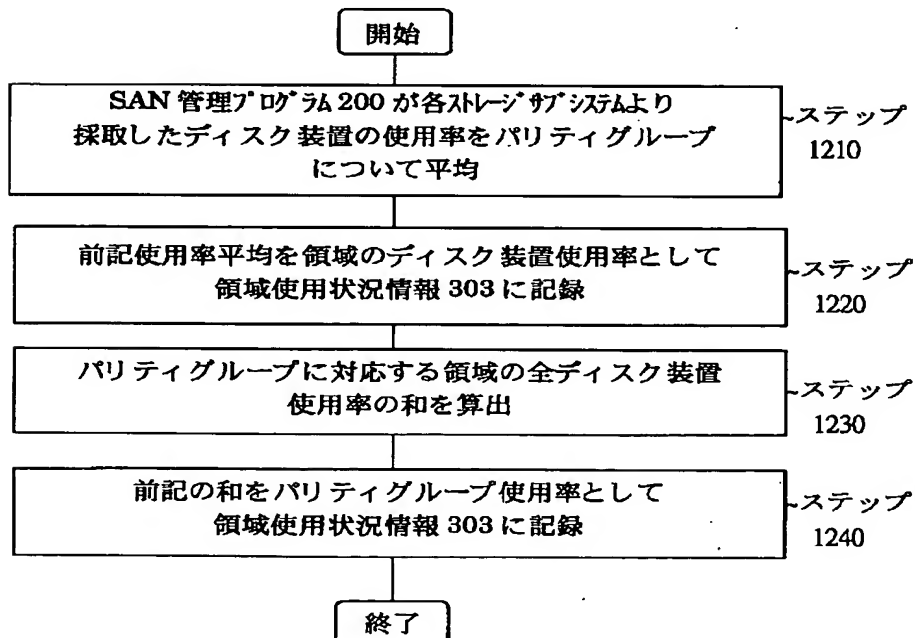 開始
SAN 管理プログラム200が各ストレージサブシステムより
採取したディスク装置の使用率をパリティグループ
について平均
~ステップ
1210
前記使用率平均を領域のディスク装置使用率として
領域使用状況情報 303 に記録
~ステップ
1220
パリティグループに対応する領域の全ディスク装置
使用率の和を算出
~ステップ
1230
前記の和をパリティグループ使用率として
領域使用状況情報 303 に記録
~ステップ
1240
終了